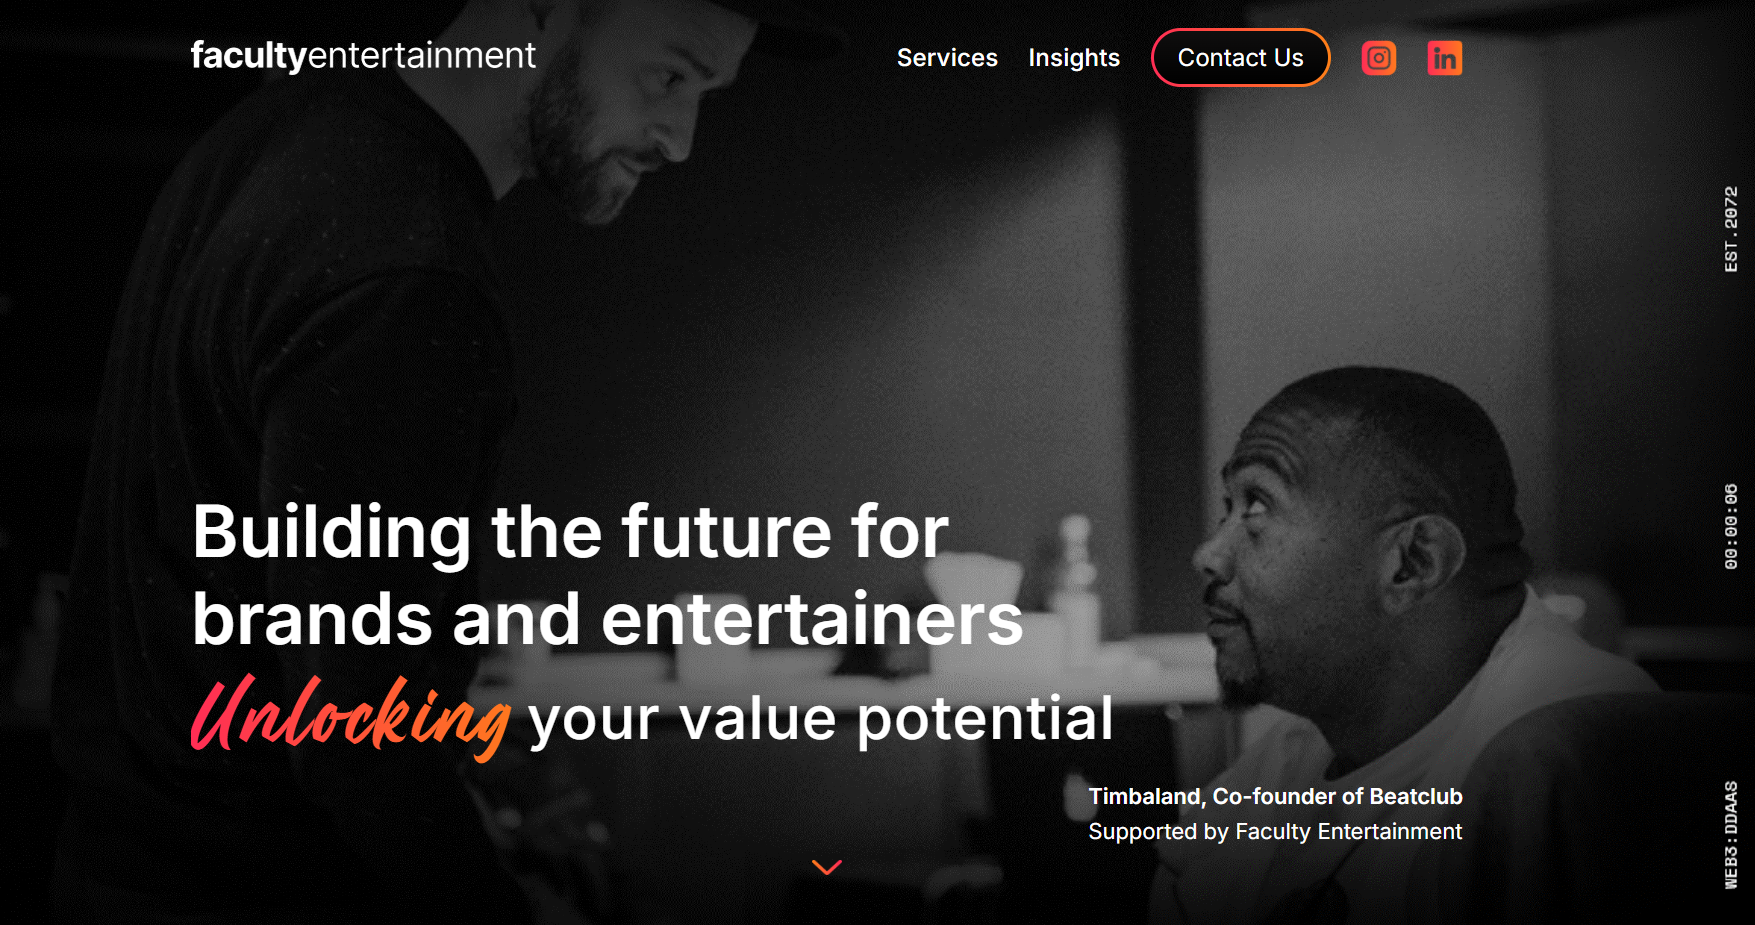 facultyentertainment
Services Insights Contact Us in
EST.2072
00:00:06
WEB3:DDAAS
Building the future for
brands and entertainers
Unlocking your value potential
Timbaland, Co-founder of Beatclub
Supported by Faculty Entertainment